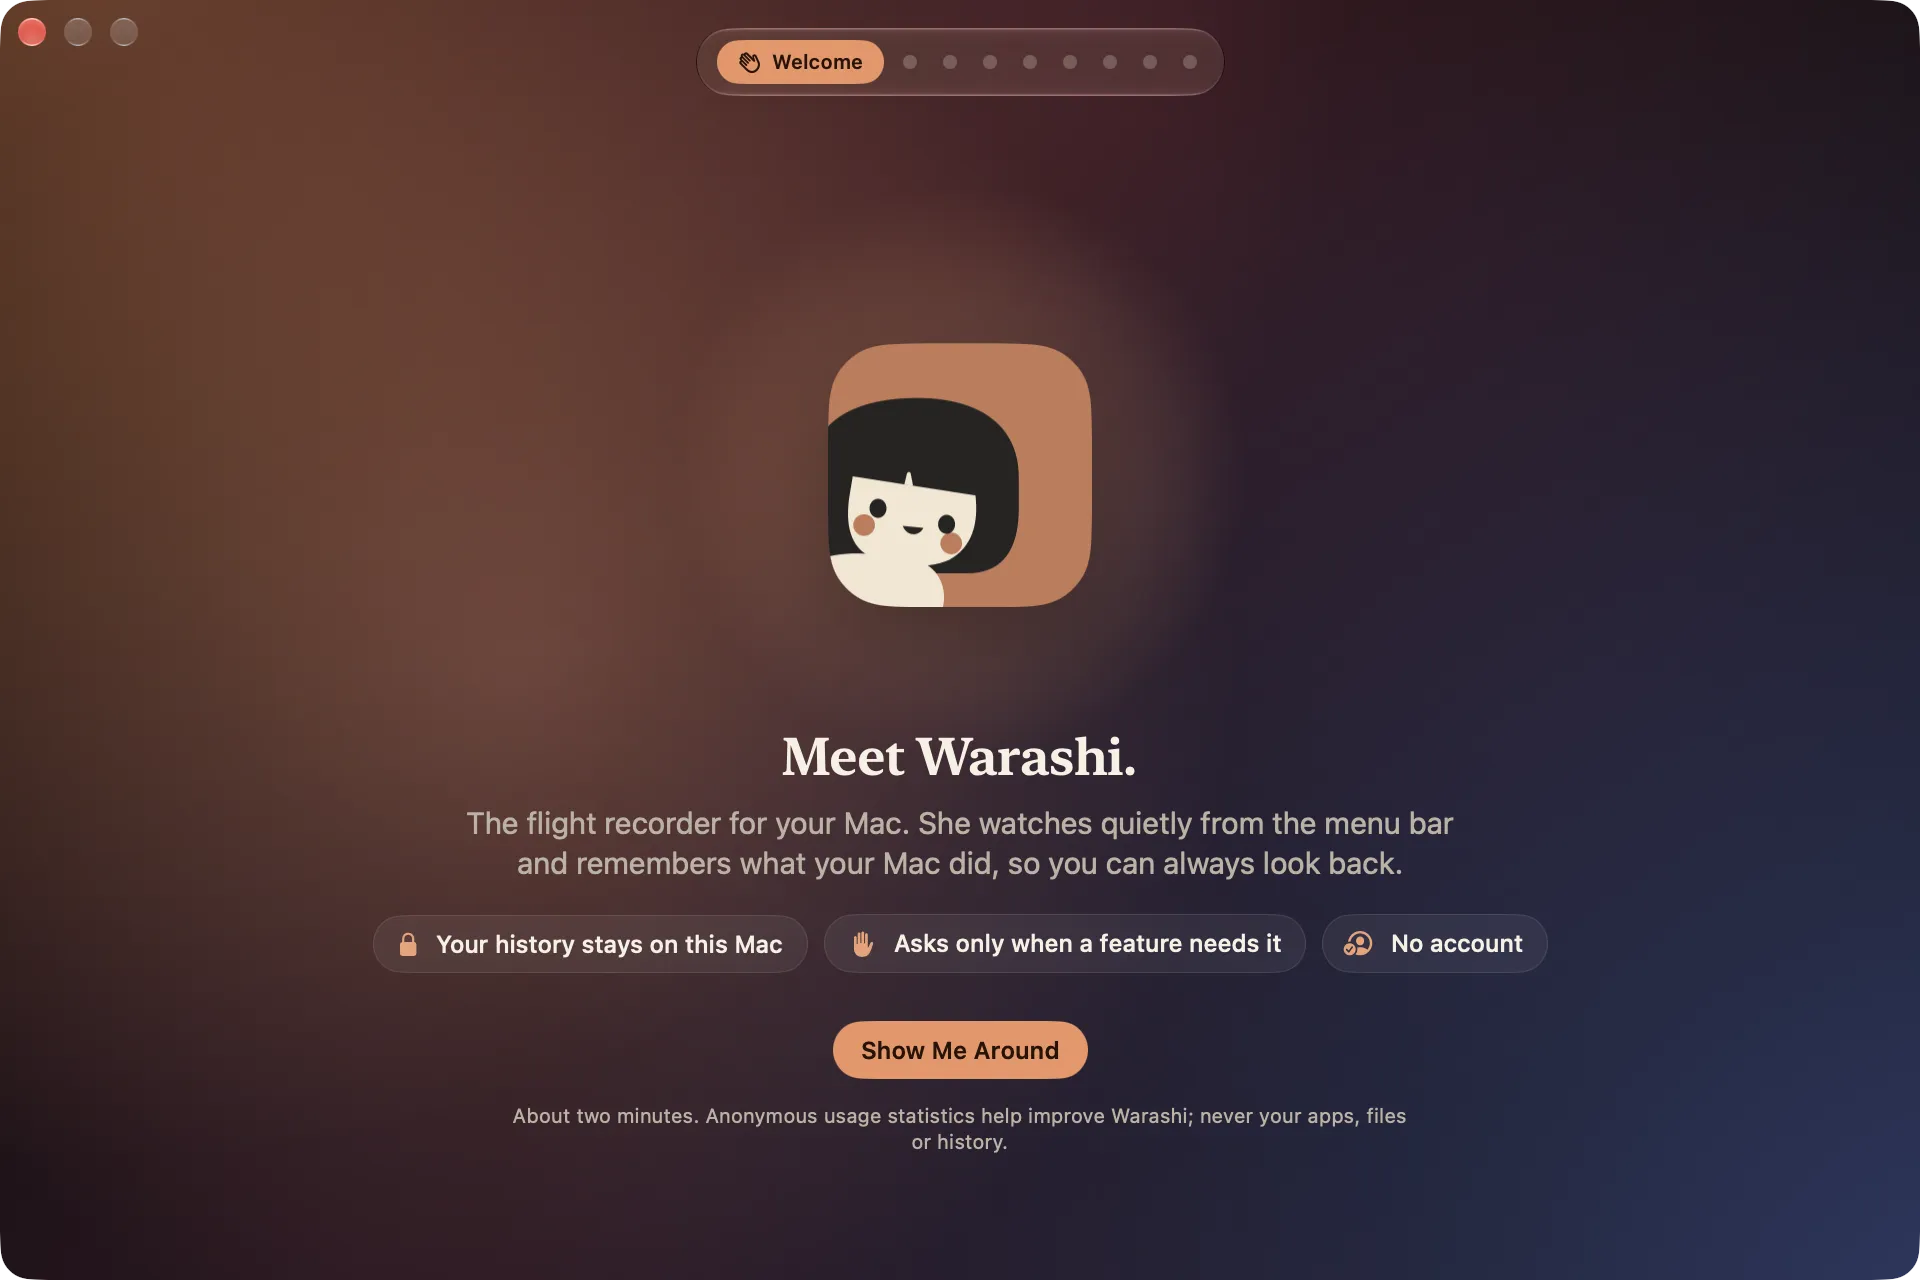 Welcome
Meet Warashi.
The flight recorder for your Mac. She watches quietly from the menu bar
and remembers what your Mac did, so you can always look back.
Your history stays on this Mac
Asks only when a feature needs it
No account
Show Me Around
About two minutes. Anonymous usage statistics help improve Warashi; never your apps, files
or history.